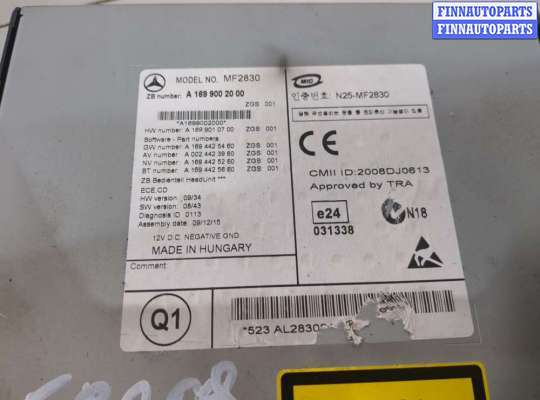 FINNAUTOPARTS
FINNAUTOPARTS
MODEL NO. MF2830
ZB number: A 169 900 20 00
ZGS 001
*A1699002000*
HW number: A 169 901 07 00 ZGS 001
Software - Part numbers
GW number: A 169 442 54 60 ZGS 001
AV number: A 002 442 39 60 ZGS 001
NV number: A 169 442 52 60 ZGS 001
BT number: A 169 442 56 60 ZGS 001
ZB Bedienteil HeadUnit ***
ECE,CD
HW version : 09/34
SW version : 08/43
Diagnosis ID : 0113
Assembly date : 09/12/15
12V D.C. NEGATIVE GND.
MADE IN HUNGARY
Comment:
MIC
인증번호: N25-MF2830
CE
CMII ID:2008DJ0613
Approved by TRA
e24
031338
N18
Q1
*523 AL2830